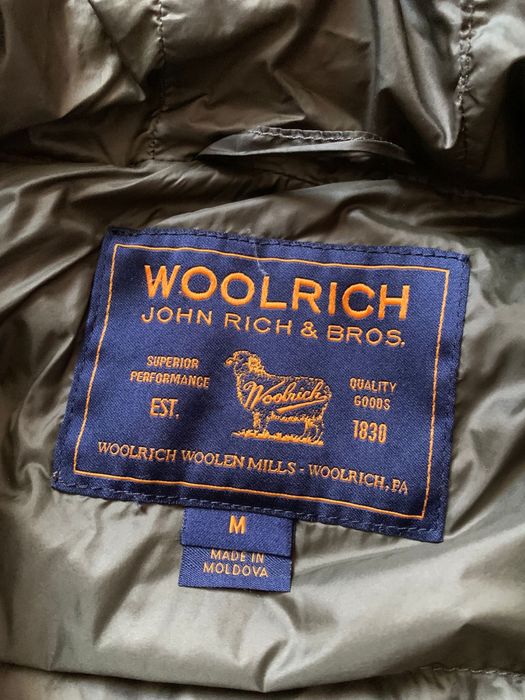 WOOLRICH
JOHN RICH & BROS.
SUPERIOR
PERFORMANCE
EST.
Woolrich
QUALITY
GOODS
1830
WOOLRICH WOOLEN MILLS - WOOLRICH, PA
M
MADE IN
MOLDOVA